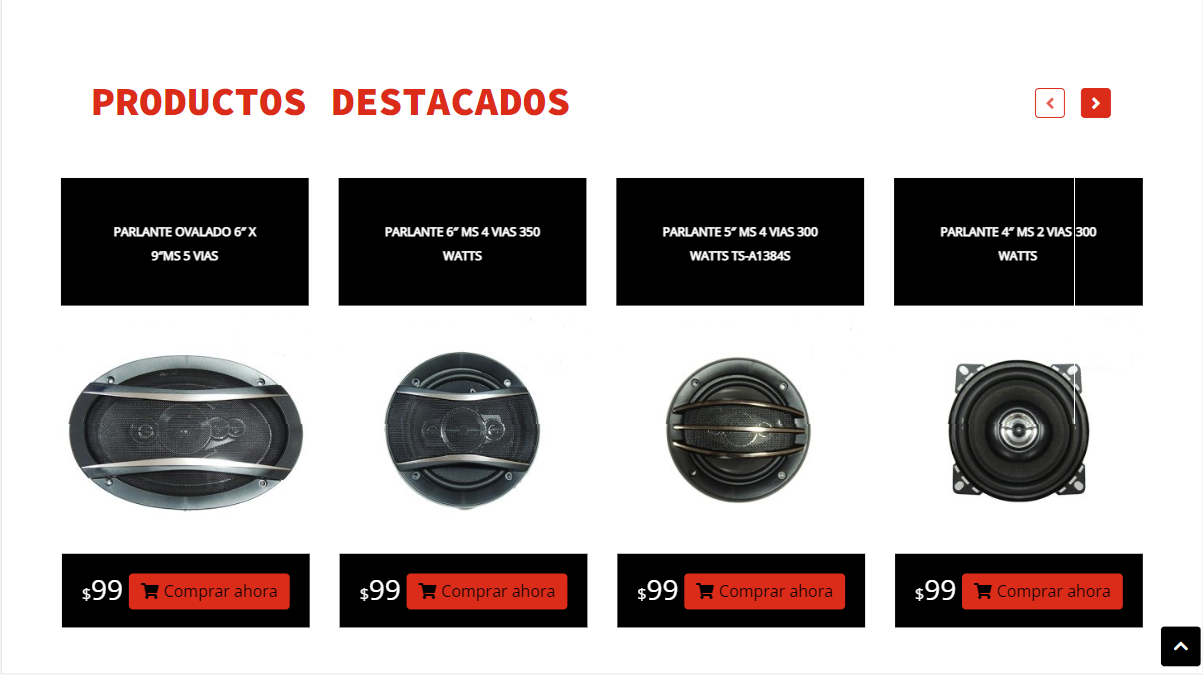 PRODUCTOS DESTACADOS
PARLANTE OVALADO 6″ X
9″MS 5 VIAS
PARLANTE 6″ MS 4 VIAS 350
WATTS
PARLANTE 5″ MS 4 VIAS 300
WATTS TS-A1384S
PARLANTE 4″ MS 2 VIAS 300
WATTS
$99 Comprar ahora
$99 Comprar ahora
$99 Comprar ahora
$99 Comprar ahora